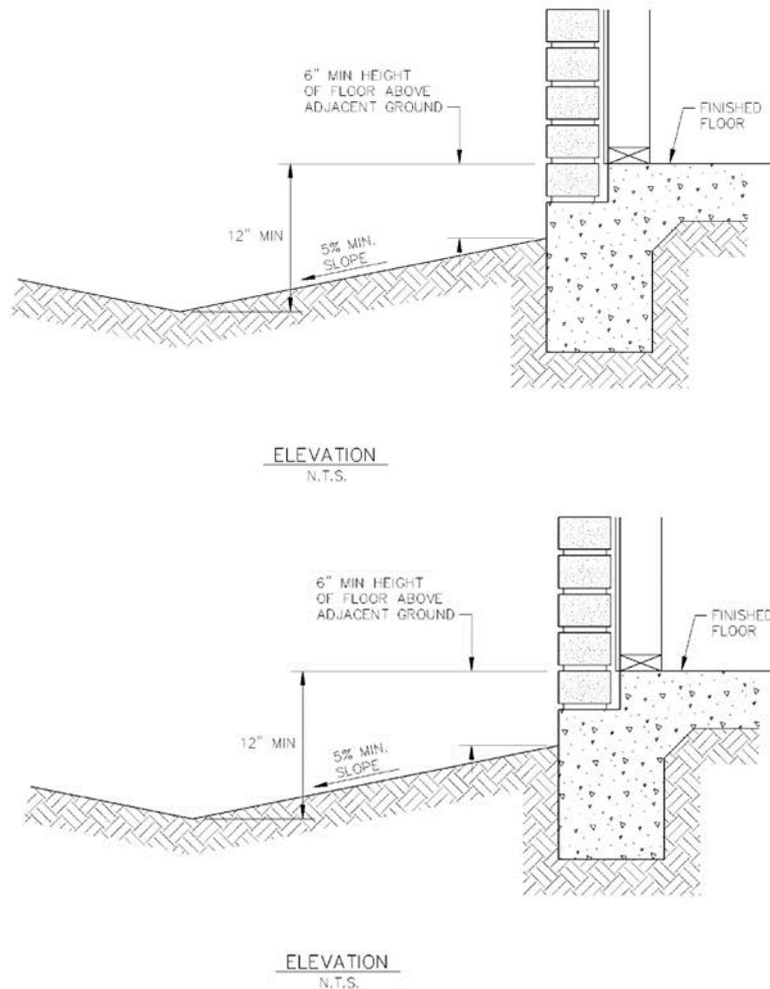 6" MIN HEIGHT
OF FLOOR ABOVE
ADJACENT GROUND
FINISHED
FLOOR
12" MIN
5% MIN.
SLOPE
ELEVATION
N.T.S.
6" MIN HEIGHT
OF FLOOR ABOVE
ADJACENT GROUND
FINISHED
FLOOR
12" MIN
5% MIN.
SLOPE
ELEVATION
N.T.S.